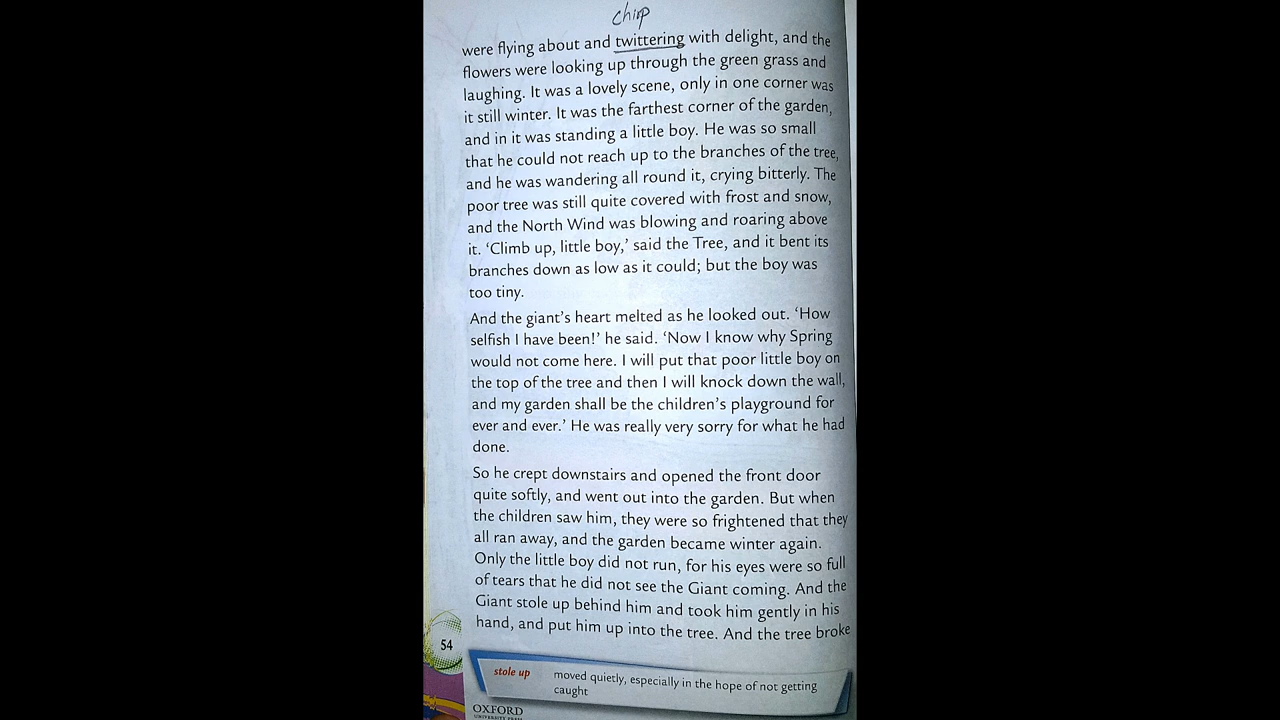 chirp
were flying about and twittering with delight, and the
flowers were looking up through the green grass and
laughing. It was a lovely scene, only in one corner was
it still winter. It was the farthest corner of the garden,
and in it was standing a little boy. He was so small
that he could not reach up to the branches of the tree,
and he was wandering all round it, crying bitterly. The
poor tree was still quite covered with frost and snow,
and the North Wind was blowing and roaring above
it. ‘Climb up, little boy,’ said the Tree, and it bent its
branches down as low as it could; but the boy was
too tiny.
And the giant’s heart melted as he looked out. ‘How
selfish I have been!’ he said. ‘Now I know why Spring
would not come here. I will put that poor little boy on
the top of the tree and then I will knock down the wall,
and my garden shall be the children’s playground for
ever and ever.’ He was really very sorry for what he had
done.
So he crept downstairs and opened the front door
quite softly, and went out into the garden. But when
the children saw him, they were so frightened that they
all ran away, and the garden became winter again.
Only the little boy did not run, for his eyes were so full
of tears that he did not see the Giant coming. And the
Giant stole up behind him and took him gently in his
hand, and put him up into the tree. And the tree broke
54
stole up moved quietly, especially in the hope of not getting
caught
OXFORD
UNIVERSITY PRESS